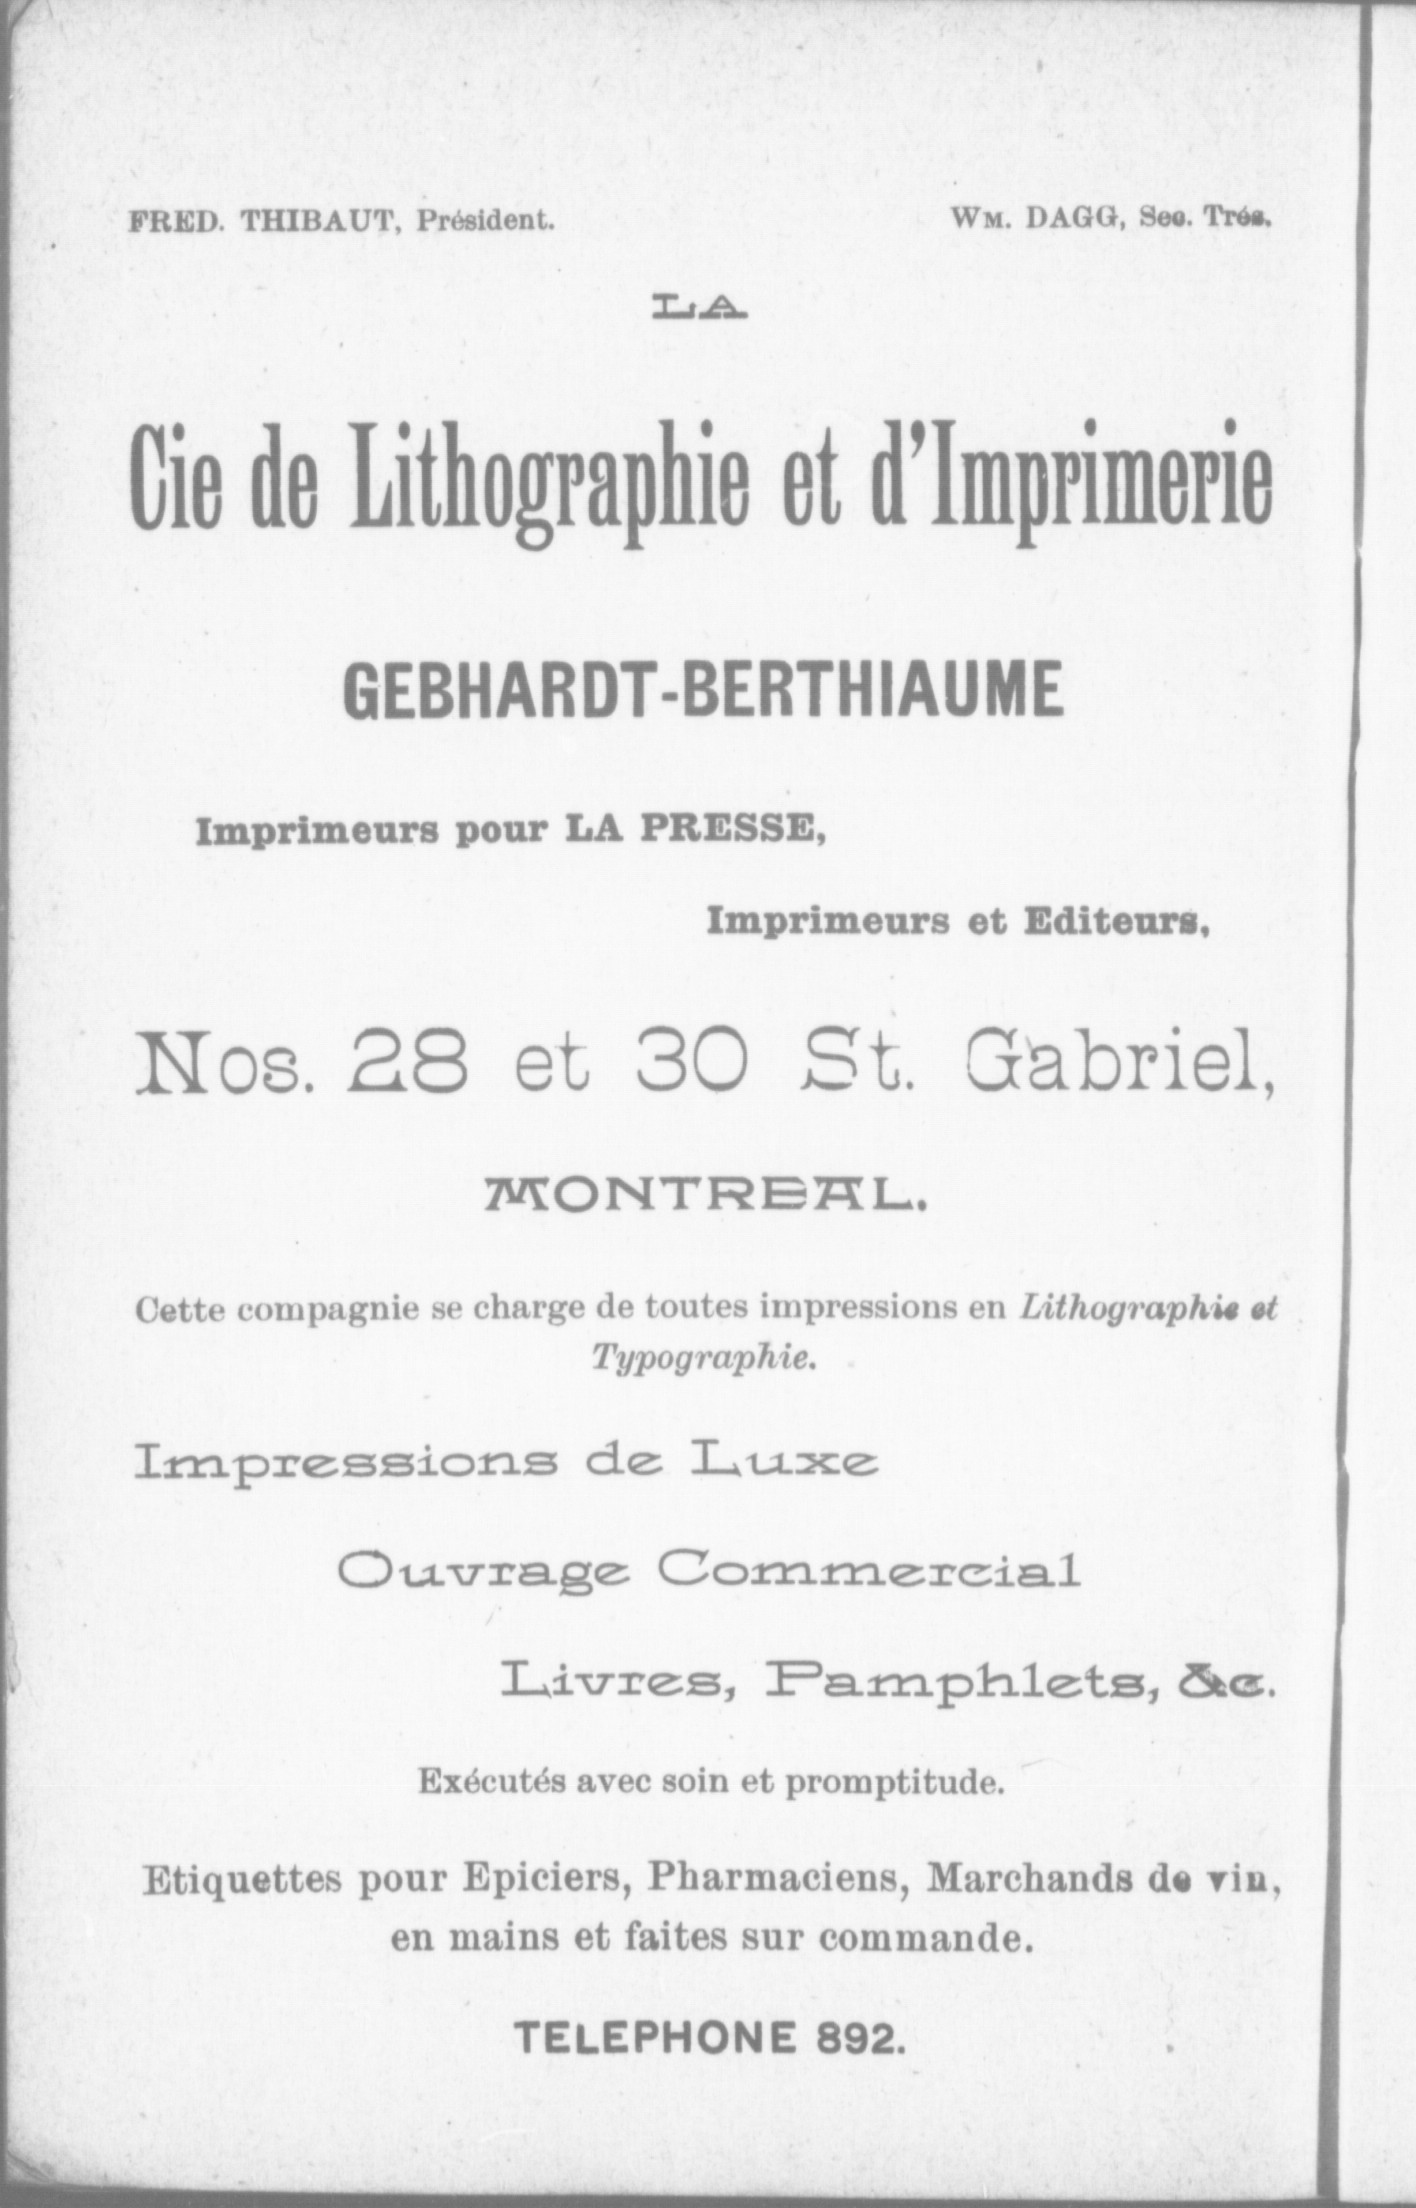 FRED. THIBAUT, Président. WM. DAGG, Sec. Trés.
LA
Cie de Lithographie et d'Imprimerie
GEBHARDT-BERTHIAUME
Imprimeurs pour LA PRESSE,
Imprimeurs et Editeurs,
Nos. 28 et 30 St. Gabriel,
MONTREAL.
Cette compagnie se charge de toutes impressions en Lithographie et
Typographie.
Impressions de Luxe
Ouvrage Commercial
Livres, Pamphlets, &c.
Exécutés avec soin et promptitude.
Etiquettes pour Epiciers, Pharmaciens, Marchands de vin,
en mains et faites sur commande.
TELEPHONE 892.